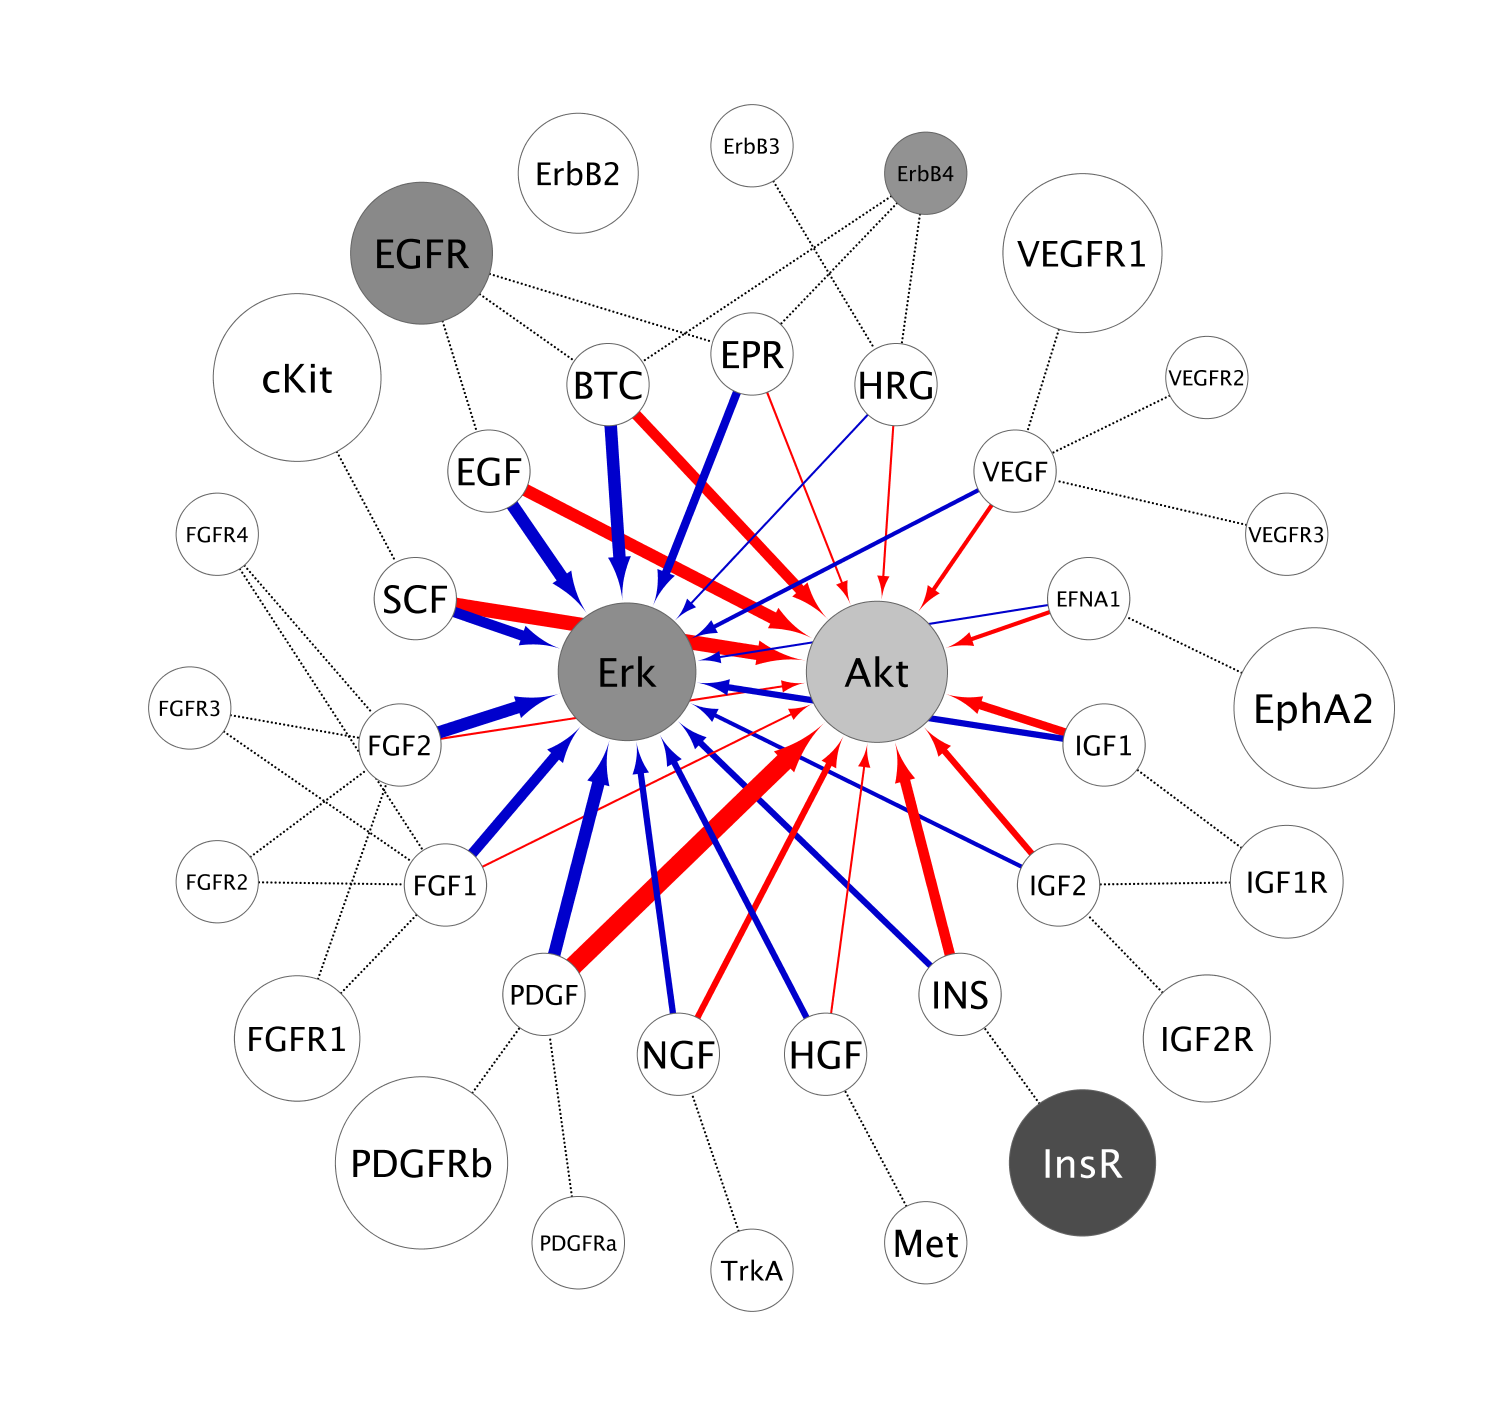 ErbB3
ErbB4
ErbB2
EGFR
VEGFR1
EPR
cKit
BTC
HRG
VEGFR2
EGF
VEGF
FGFR4
VEGFR3
SCF
EFNA1
Erk
Akt
FGFR3
EphA2
FGF2
IGF1
FGFR2
FGF1
IGF2
IGF1R
PDGF
INS
FGFR1
IGF2R
NGF
HGF
PDGFRb
InsR
PDGFRa
Met
TrkA